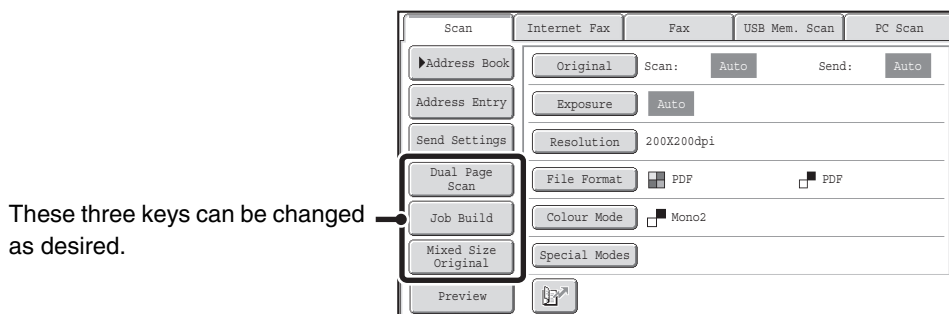 Scan Internet Fax Fax USB Mem. Scan PC Scan
Address Book Original Scan: Auto Send: Auto
Address Entry Exposure Auto
Send Settings Resolution 200X200dpi
Dual Page
Scan
File Format PDF PDF
These three keys can be changed
as desired.
Job Build Colour Mode Mono2
Mixed Size
Original
Special Modes
Preview